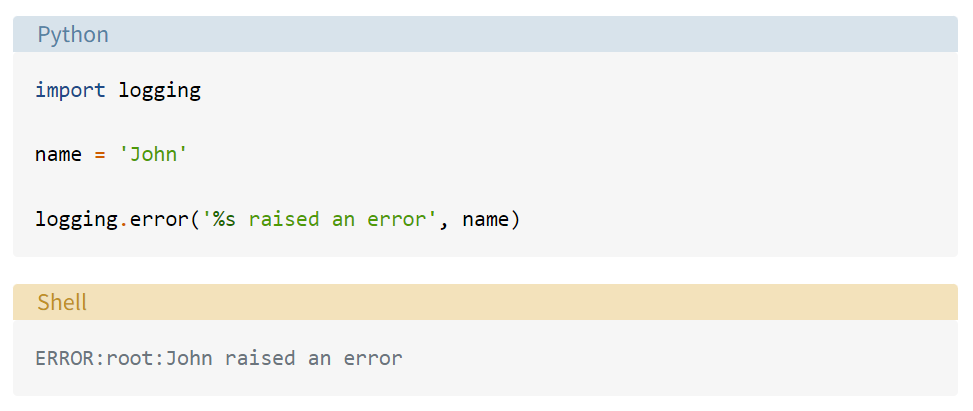 Python
import logging
name = 'John'
logging.error('%s raised an error', name)
Shell
ERROR:root:John raised an error